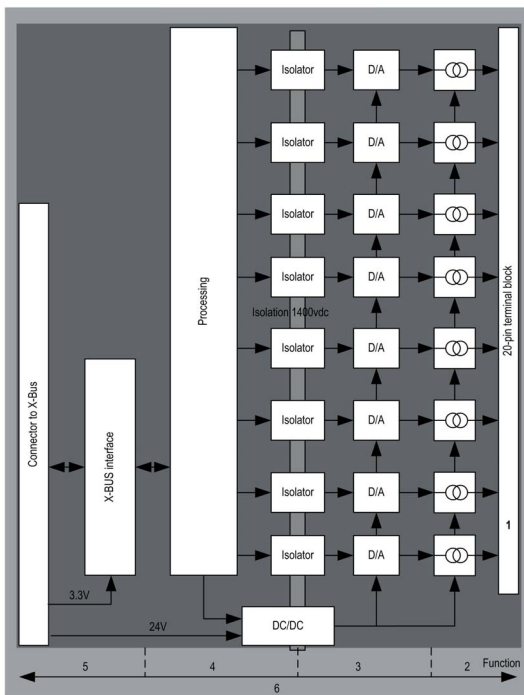 Isolator
D/A
Isolator
D/A
Isolator
D/A
Isolator
D/A
Isolation 1400vdc
Isolator
D/A
Isolator
D/A
Isolator
D/A
Isolator
D/A
Connector to X-Bus
X-BUS interface
Processing
20-pin terminal block
1
3.3V
24V
DC/DC
5
4
3
2
Function
6